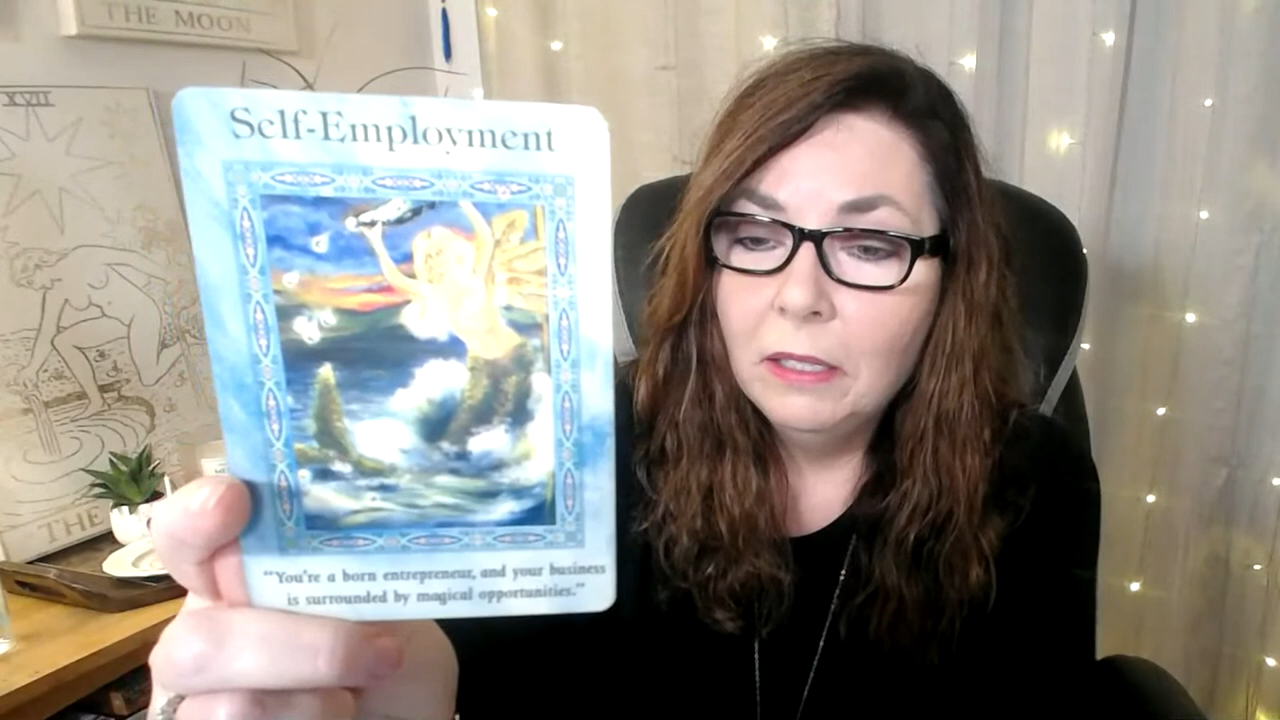 THE MOON
XVII
Self-Employment
THE
"You're a born entrepreneur, and your business
is surrounded by magical opportunities."